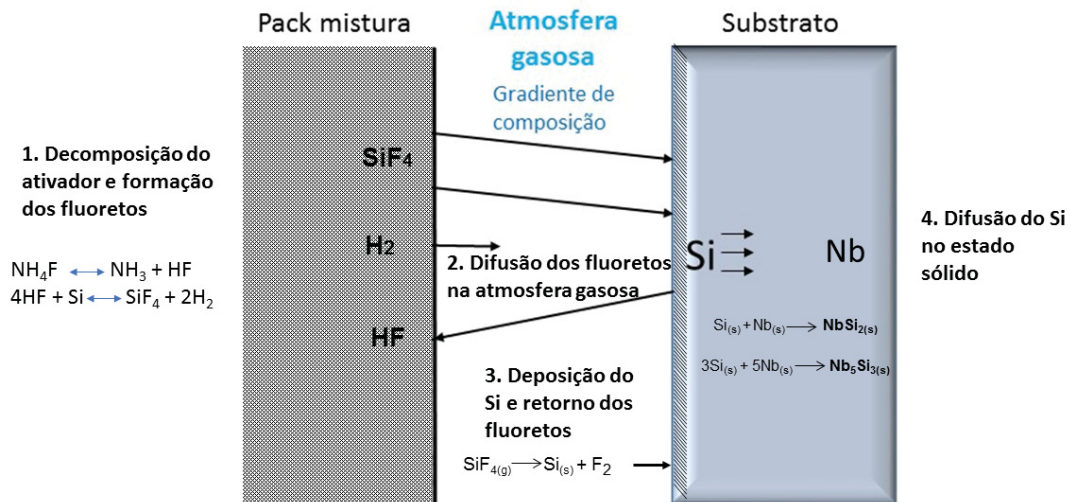 Pack mistura
Atmosfera
gasosa
Gradiente de
composição
Substrato
1. Decomposição do
ativador e formação
dos fluoretos
NH₄F ⟷ NH₃ + HF
4HF + Si ⟷ SiF₄ + 2H₂
SiF₄
H₂
HF
2. Difusão dos fluoretos
na atmosfera gasosa
3. Deposição do
Si e retorno dos
fluoretos
SiF₄₍g₎ ⟶ Si₍s₎ + F₂
Si
Nb
Si₍s₎ + Nb₍s₎ ⟶ NbSi₂₍s₎
3Si₍s₎ + 5Nb₍s₎ ⟶ Nb₅Si₃₍s₎
4. Difusão do Si
no estado
sólido